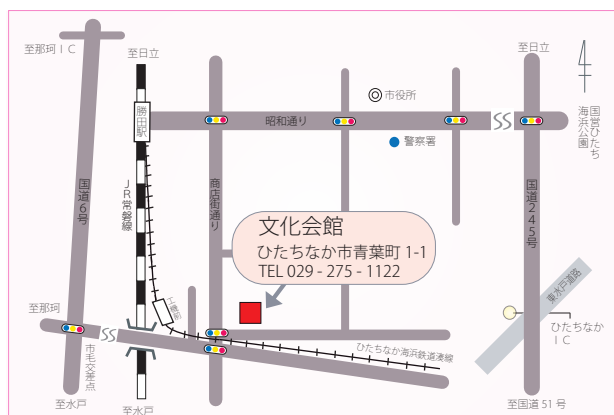 至那珂ＩＣ
至日立
至日立
勝田駅
市役所
昭和通り
国営ひたち
海浜公園
警察署
国道6号
ＪＲ常磐線
商店街通り
国道２４５号
文化会館
ひたちなか市青葉町 1-1
TEL 029 - 275 - 1122
東水戸道路
至那珂
工機前
ひたちなか
ＩＣ
ひたちなか海浜鉄道湊線
市毛交差点
至水戸
至水戸
至国道 51 号